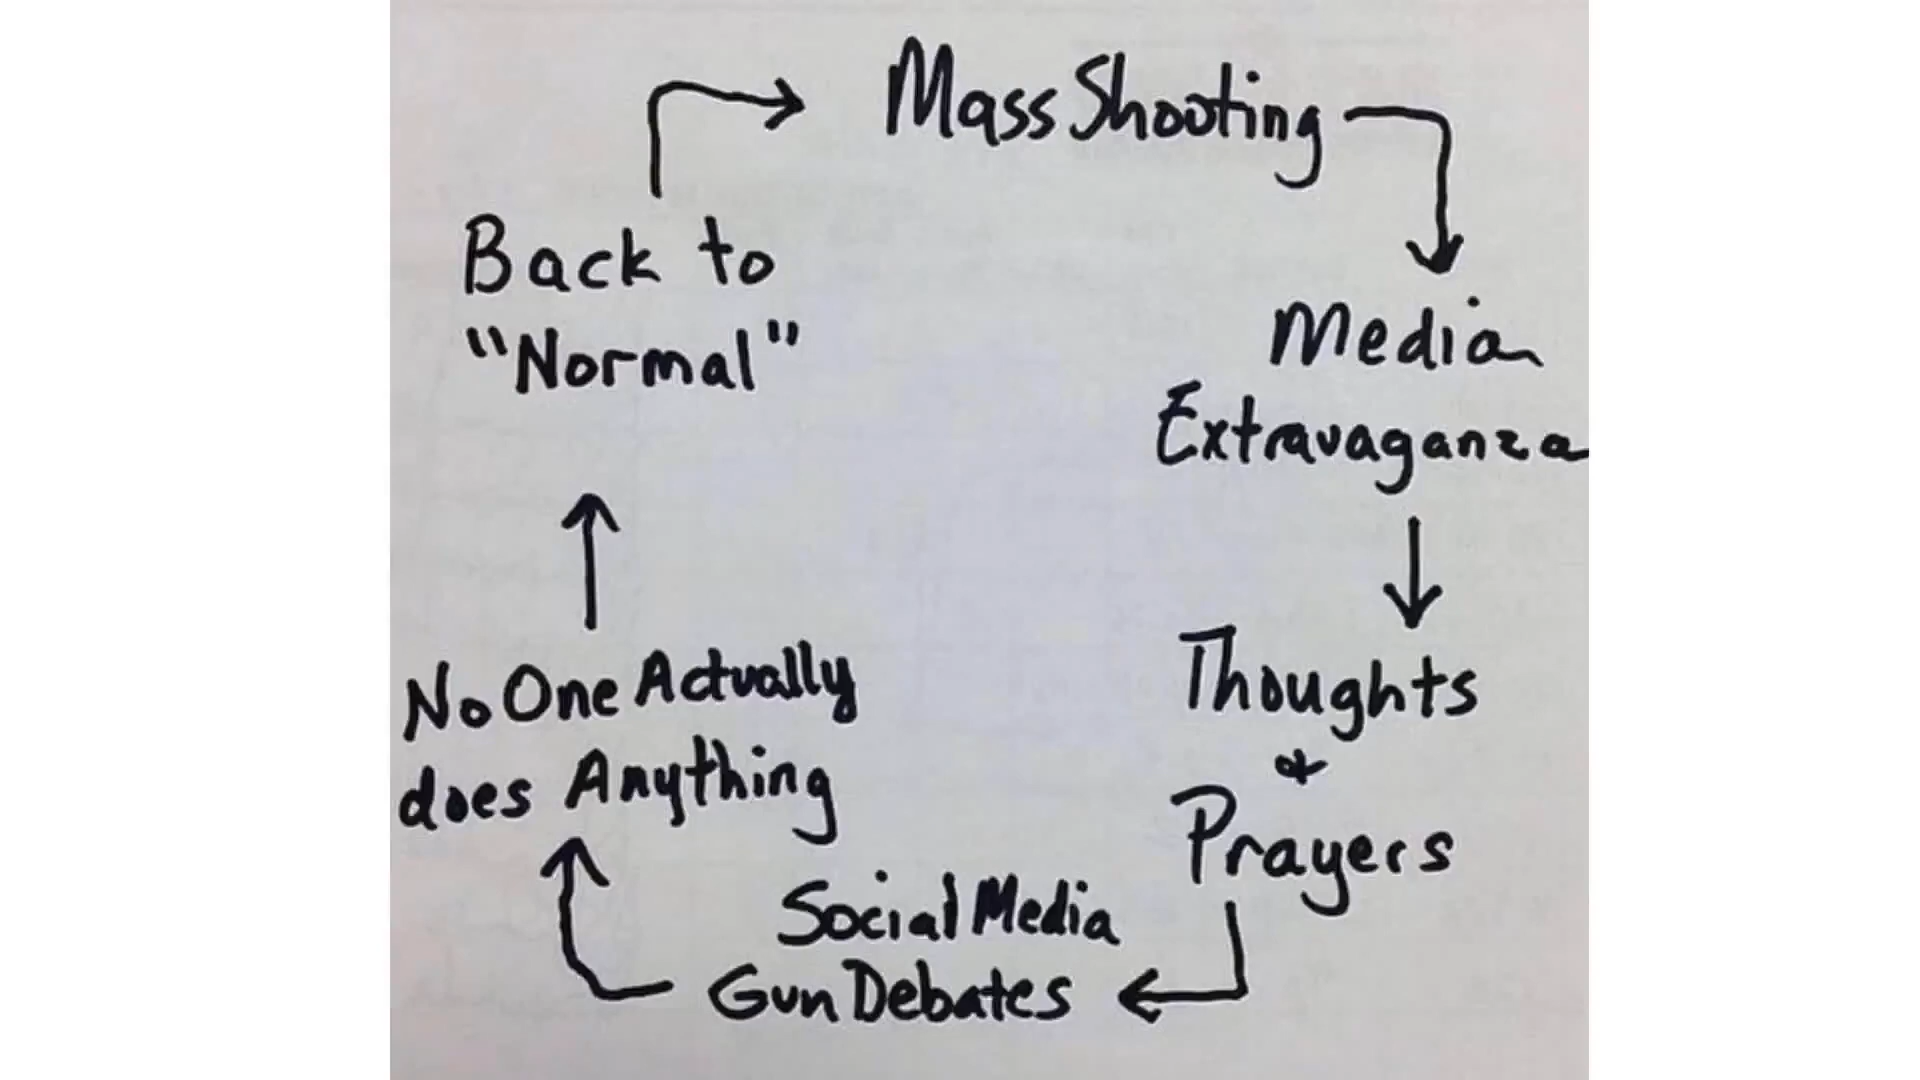 Mass Shooting
Media
Extravaganza
Thoughts
&
Prayers
Social Media
Gun Debates
No One Actually
does Anything
Back to
"Normal"